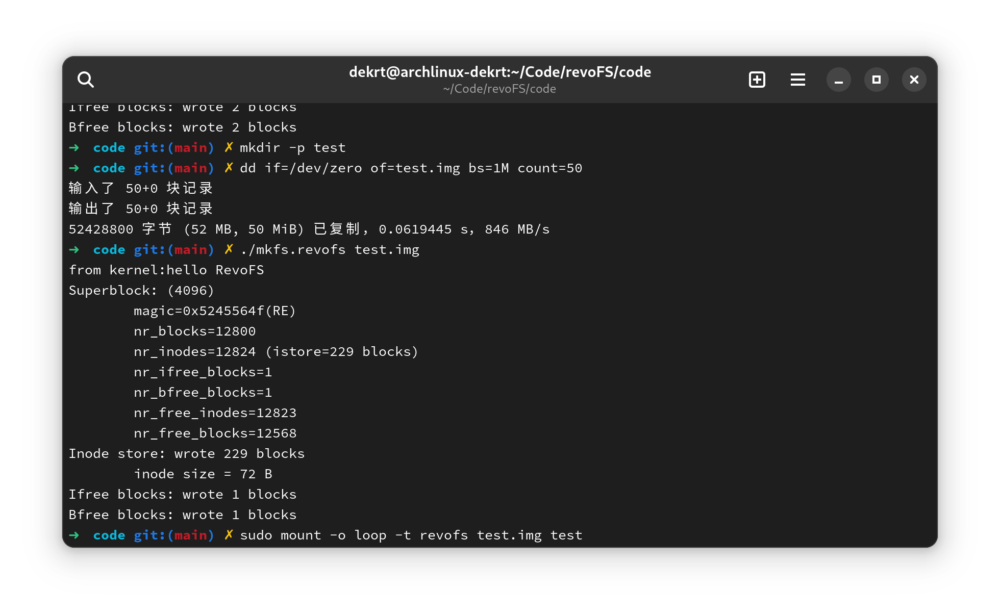 dekrt@archlinux-dekrt:~/Code/revoFS/code
~/Code/revoFS/code
Ifree blocks: wrote 2 blocks
Bfree blocks: wrote 2 blocks
➜  code git:(main) ✗ mkdir -p test
➜  code git:(main) ✗ dd if=/dev/zero of=test.img bs=1M count=50
输入了 50+0 块记录
输出了 50+0 块记录
52428800 字节 (52 MB, 50 MiB) 已复制，0.0619445 s，846 MB/s
➜  code git:(main) ✗ ./mkfs.revofs test.img
from kernel:hello RevoFS
Superblock: (4096)
        magic=0x5245564f(RE)
        nr_blocks=12800
        nr_inodes=12824 (istore=229 blocks)
        nr_ifree_blocks=1
        nr_bfree_blocks=1
        nr_free_inodes=12823
        nr_free_blocks=12568
Inode store: wrote 229 blocks
        inode size = 72 B
Ifree blocks: wrote 1 blocks
Bfree blocks: wrote 1 blocks
➜  code git:(main) ✗ sudo mount -o loop -t revofs test.img test